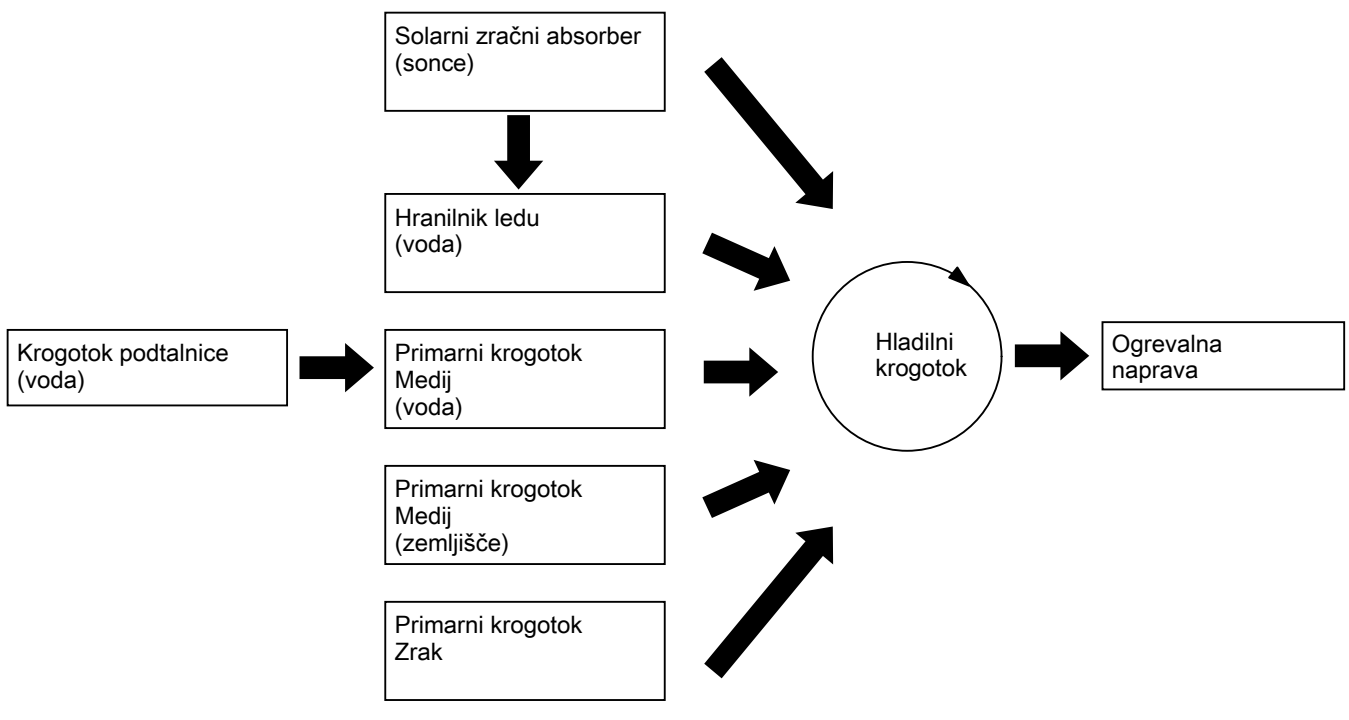 Solarni zračni absorber
(sonce)
Hranilnik ledu
(voda)
Krogotok podtalnice
(voda)
Primarni krogotok
Medij
(voda)
Hladilni
krogotok
Ogrevalna
naprava
Primarni krogotok
Medij
(zemljišče)
Primarni krogotok
Zrak